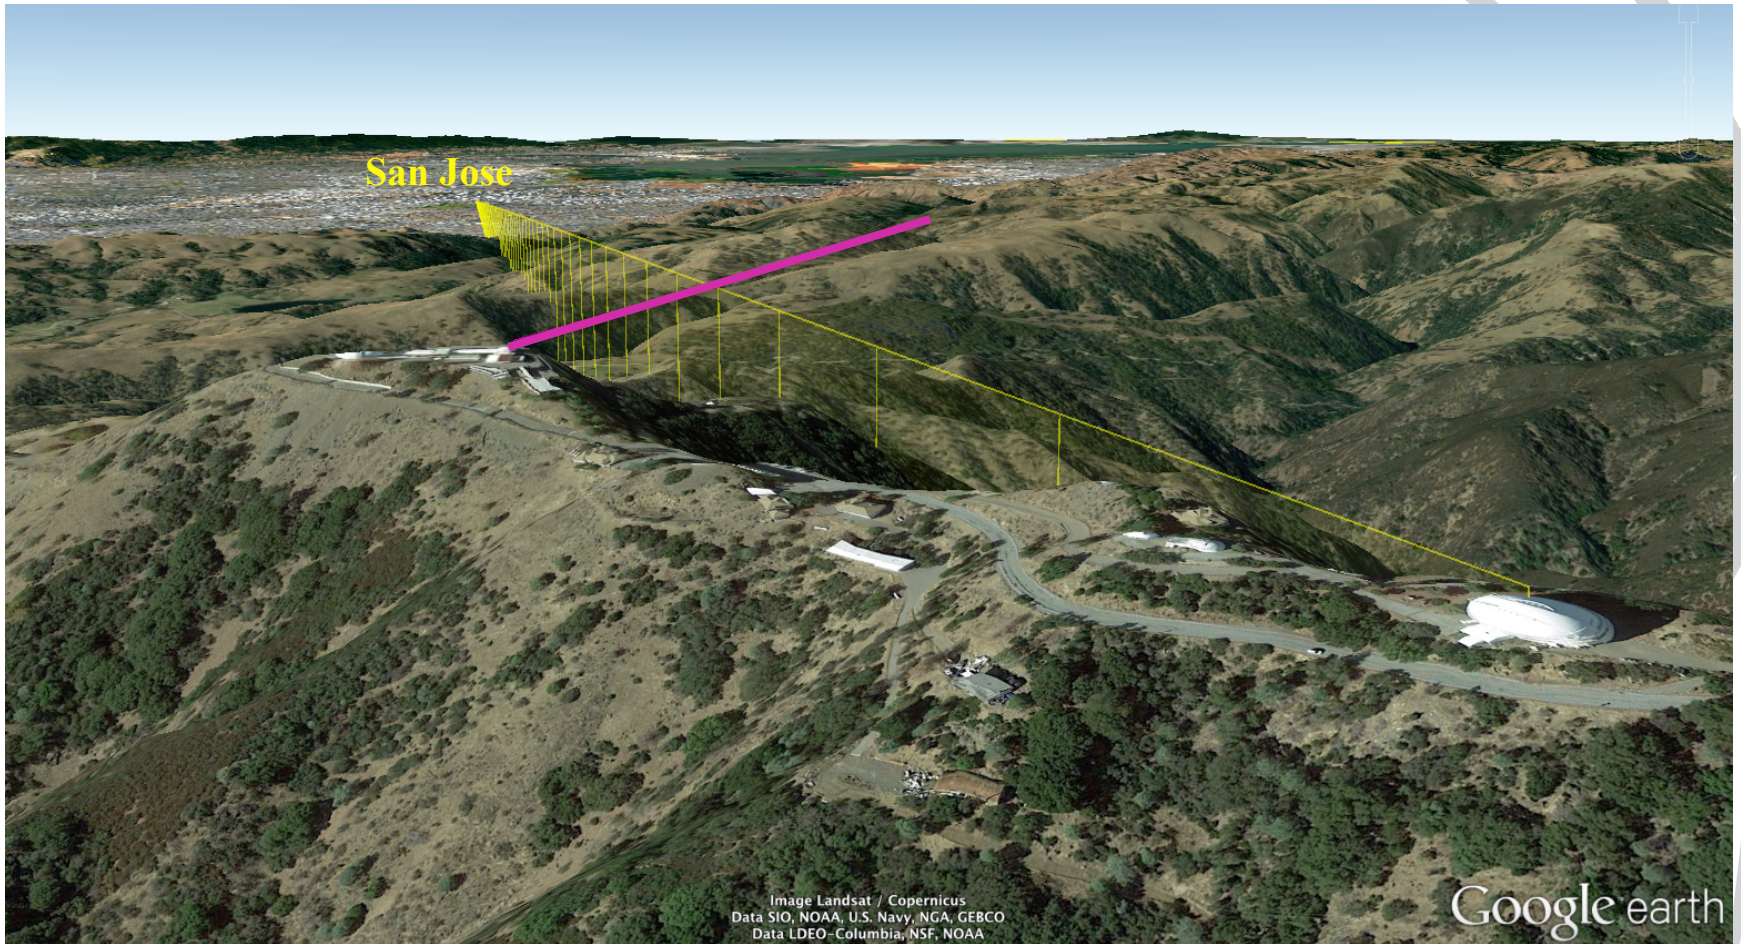 San Jose
Image Landsat / Copernicus
Data SIO, NOAA, U.S. Navy, NGA, GEBCO
Data LDEO-Columbia, NSF, NOAA
Google earth